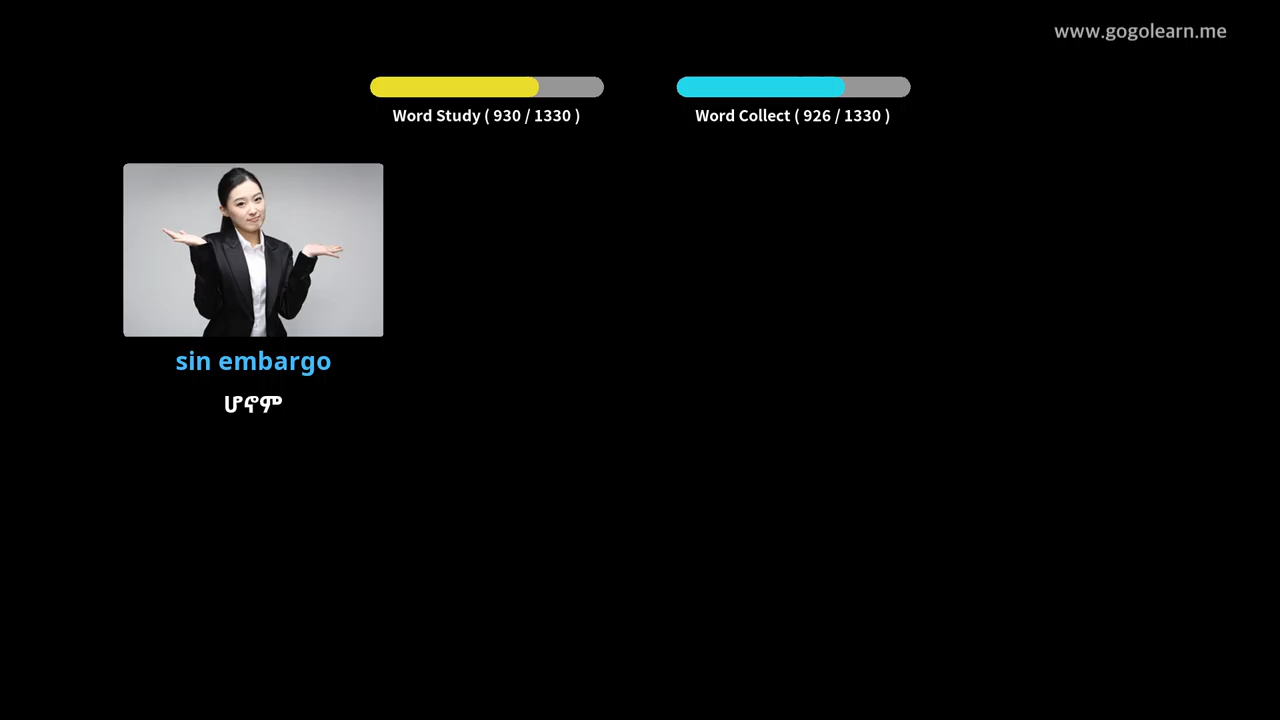 www.gogolearn.me
Word Study ( 930 / 1330 )
Word Collect ( 926 / 1330 )
sin embargo
ሆኖም